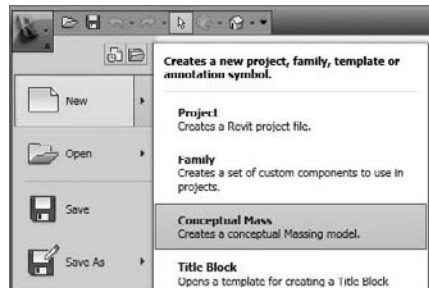 Creates a new project, family, template or
annotation symbol.
New
Project
Creates a Revit project file.
Open
Family
Creates a set of custom components to use in
projects.
Save
Conceptual Mass
Creates a conceptual Massing model.
Save As
Title Block
Opens a template for creating a Title Block